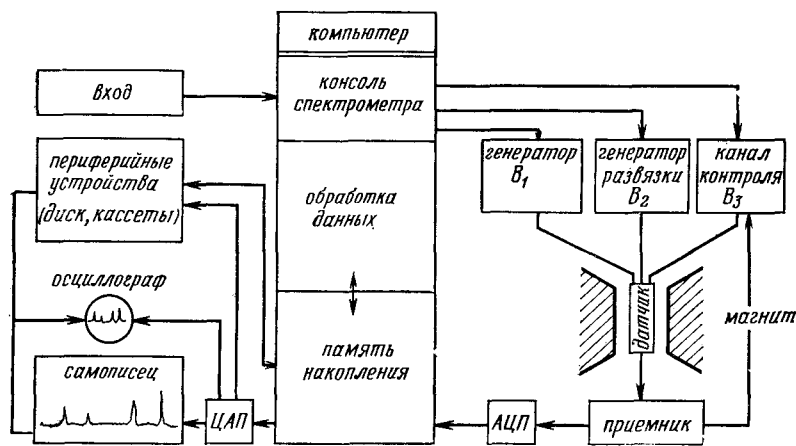 компьютер
вход
консоль
спектрометра
периферийные
устройства
(диск, кассеты)
обработка
данных
генератор
B1
генератор
развязки
B2
канал
контроля
B3
осциллограф
датчик
магнит
самописец
ЦАП
память
накопления
АЦП
приемник